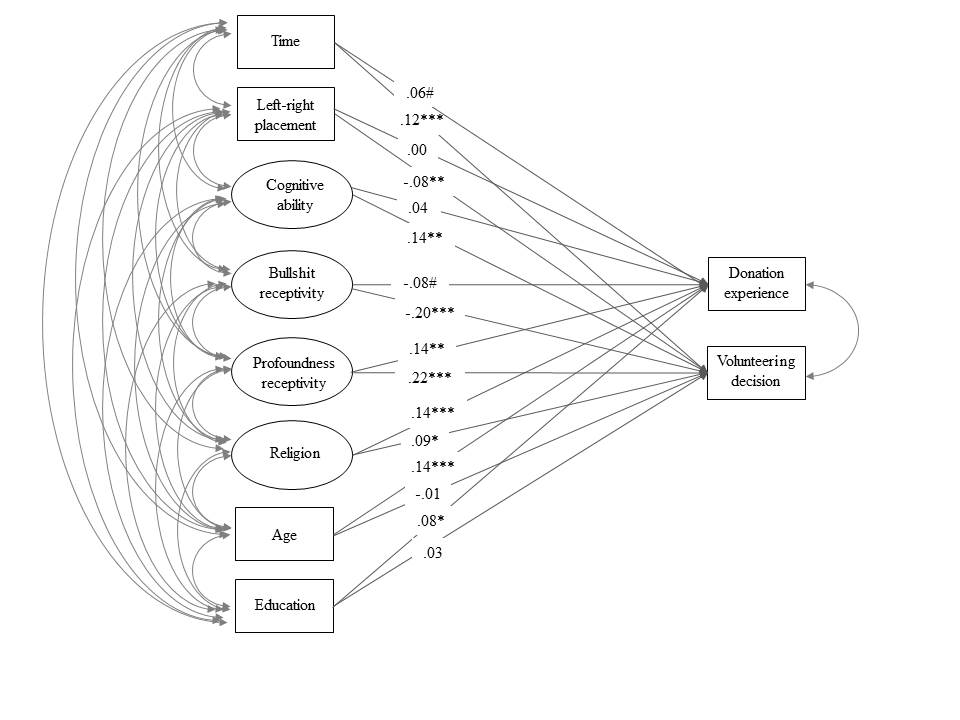 Time
Left-right
placement
Cognitive
ability
Bullshit
receptivity
Profoundness
receptivity
Religion
Age
Education
.06#
.12***
.00
-.08**
.04
.14**
-.08#
-.20***
.14**
.22***
.14***
.09*
.14***
-.01
.08*
.03
Donation
experience
Volunteering
decision